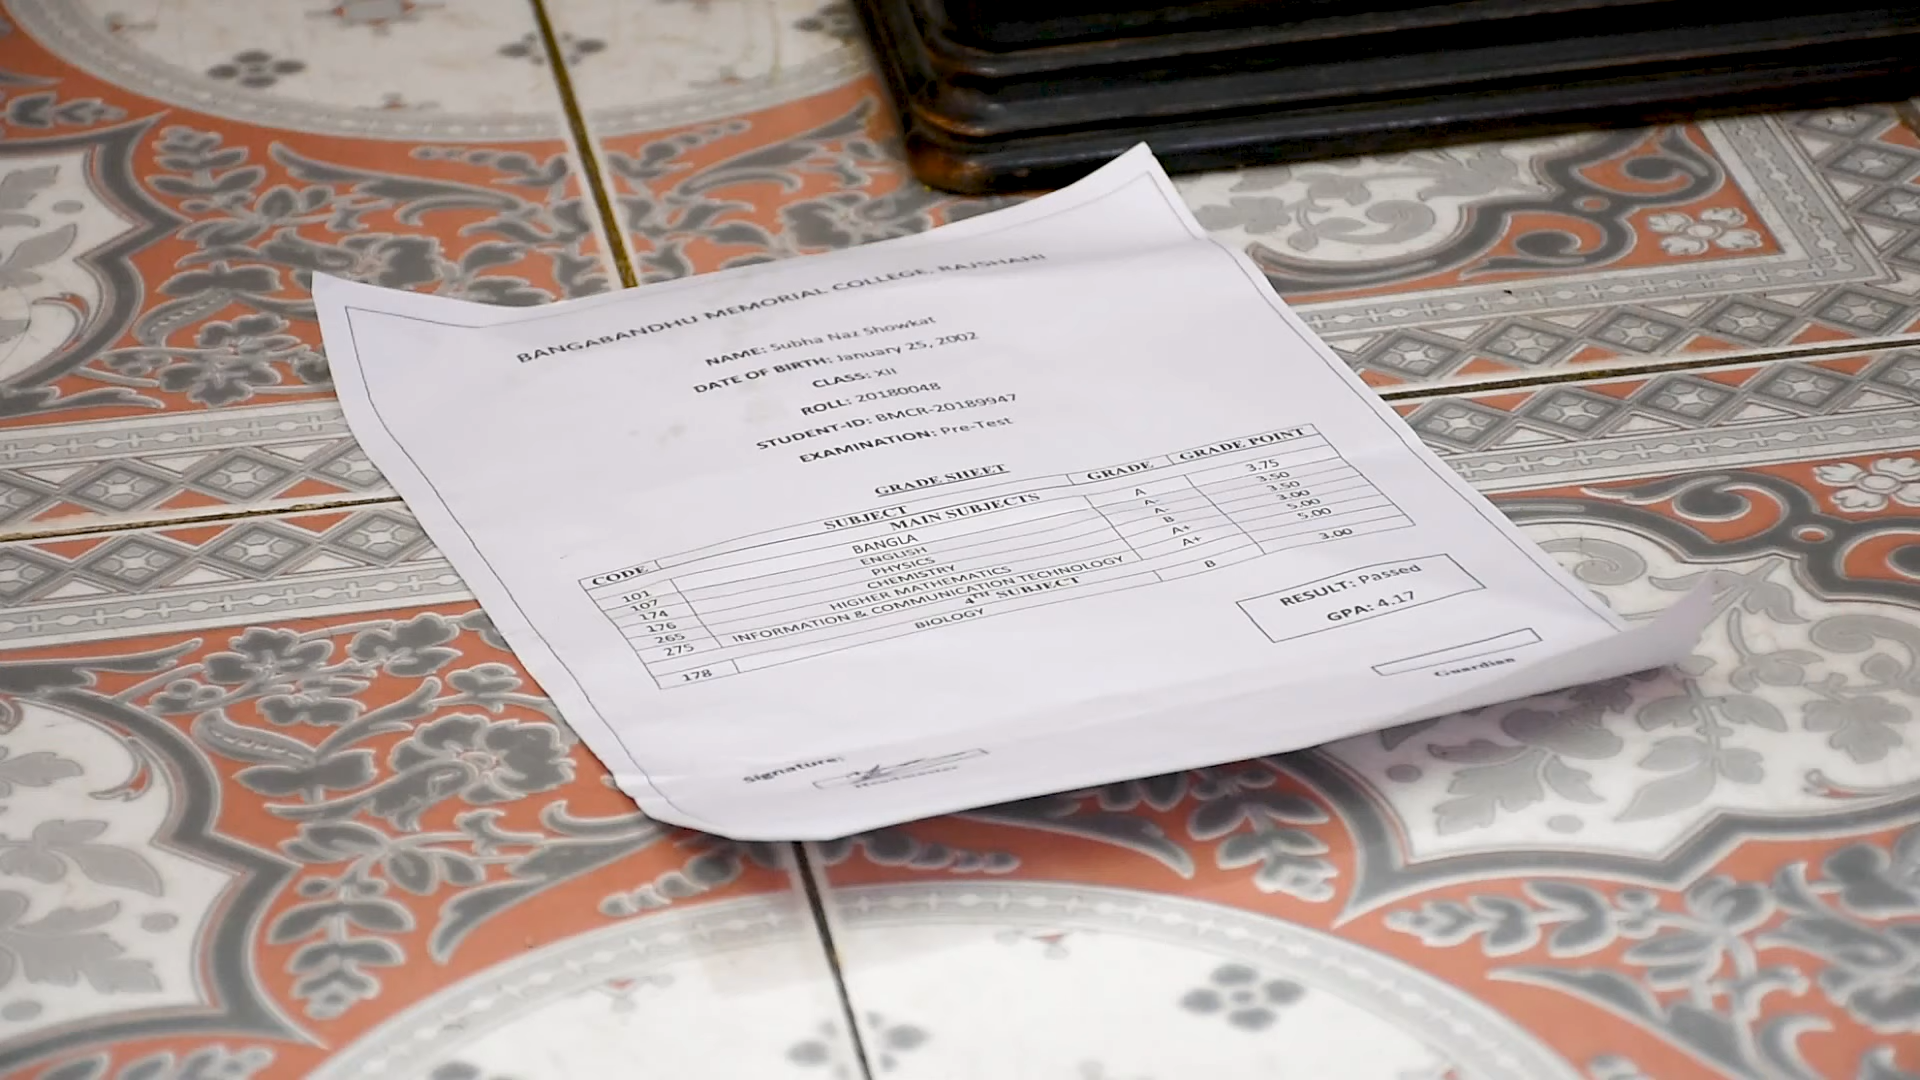 BANGABANDHU MEMORIAL COLLEGE, RAJSHAHI
NAME: Subha Naz Showkat
DATE OF BIRTH: January 25, 2002
CLASS: XII
ROLL: 20180048
STUDENT-ID: BMCR-20189947
EXAMINATION: Pre-Test
GRADE SHEET
CODE SUBJECT GRADE GRADE POINT
MAIN SUBJECTS
101 BANGLA A 3.75
107 ENGLISH A- 3.50
174 PHYSICS A- 3.50
176 CHEMISTRY B 3.00
265 HIGHER MATHEMATICS A+ 5.00
275 INFORMATION & COMMUNICATION TECHNOLOGY A+ 5.00
4TH SUBJECT
178 BIOLOGY B 3.00
RESULT: Passed
GPA: 4.17
Guardian
Signature:
Headmaster